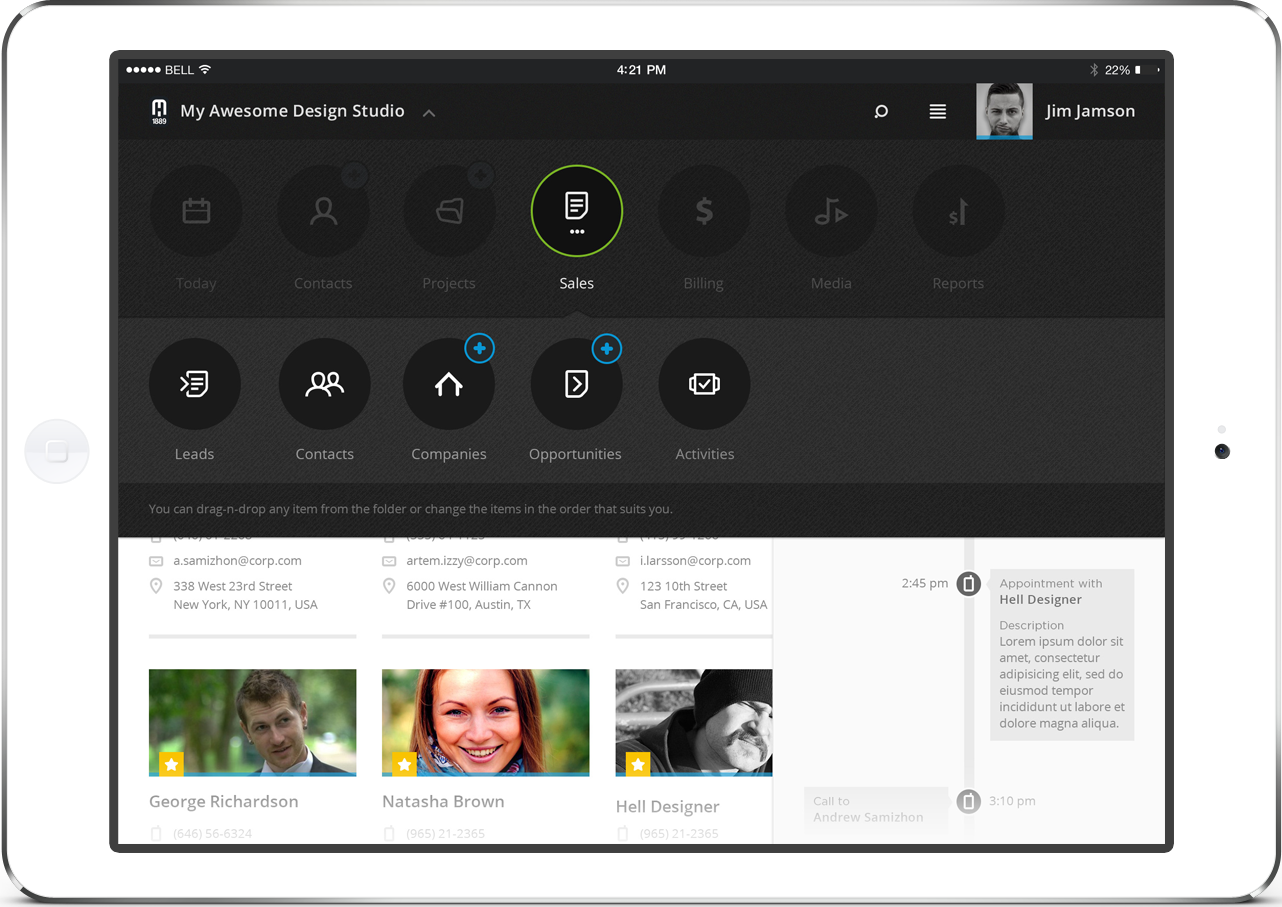 BELL
4:21 PM
22%
1889
My Awesome Design Studio
Jim Jamson
Today
Contacts
Projects
Sales
Billing
Media
Reports
Leads
Contacts
Companies
Opportunities
Activities
You can drag-n-drop any item from the folder or change the items in the order that suits you.
a.samizhon@corp.com
338 West 23rd Street
New York, NY 10011, USA
artem.izzy@corp.com
6000 West William Cannon
Drive #100, Austin, TX
i.larsson@corp.com
123 10th Street
San Francisco, CA, USA
George Richardson
(646) 56-6324
Natasha Brown
(965) 21-2365
Hell Designer
(965) 21-2365
2:45 pm
Appointment with
Hell Designer
Description
Lorem ipsum dolor sit
amet, consectetur
adipisicing elit, sed do
eiusmod tempor
incididunt ut labore et
dolore magna aliqua.
Call to
Andrew Samizhon
3:10 pm